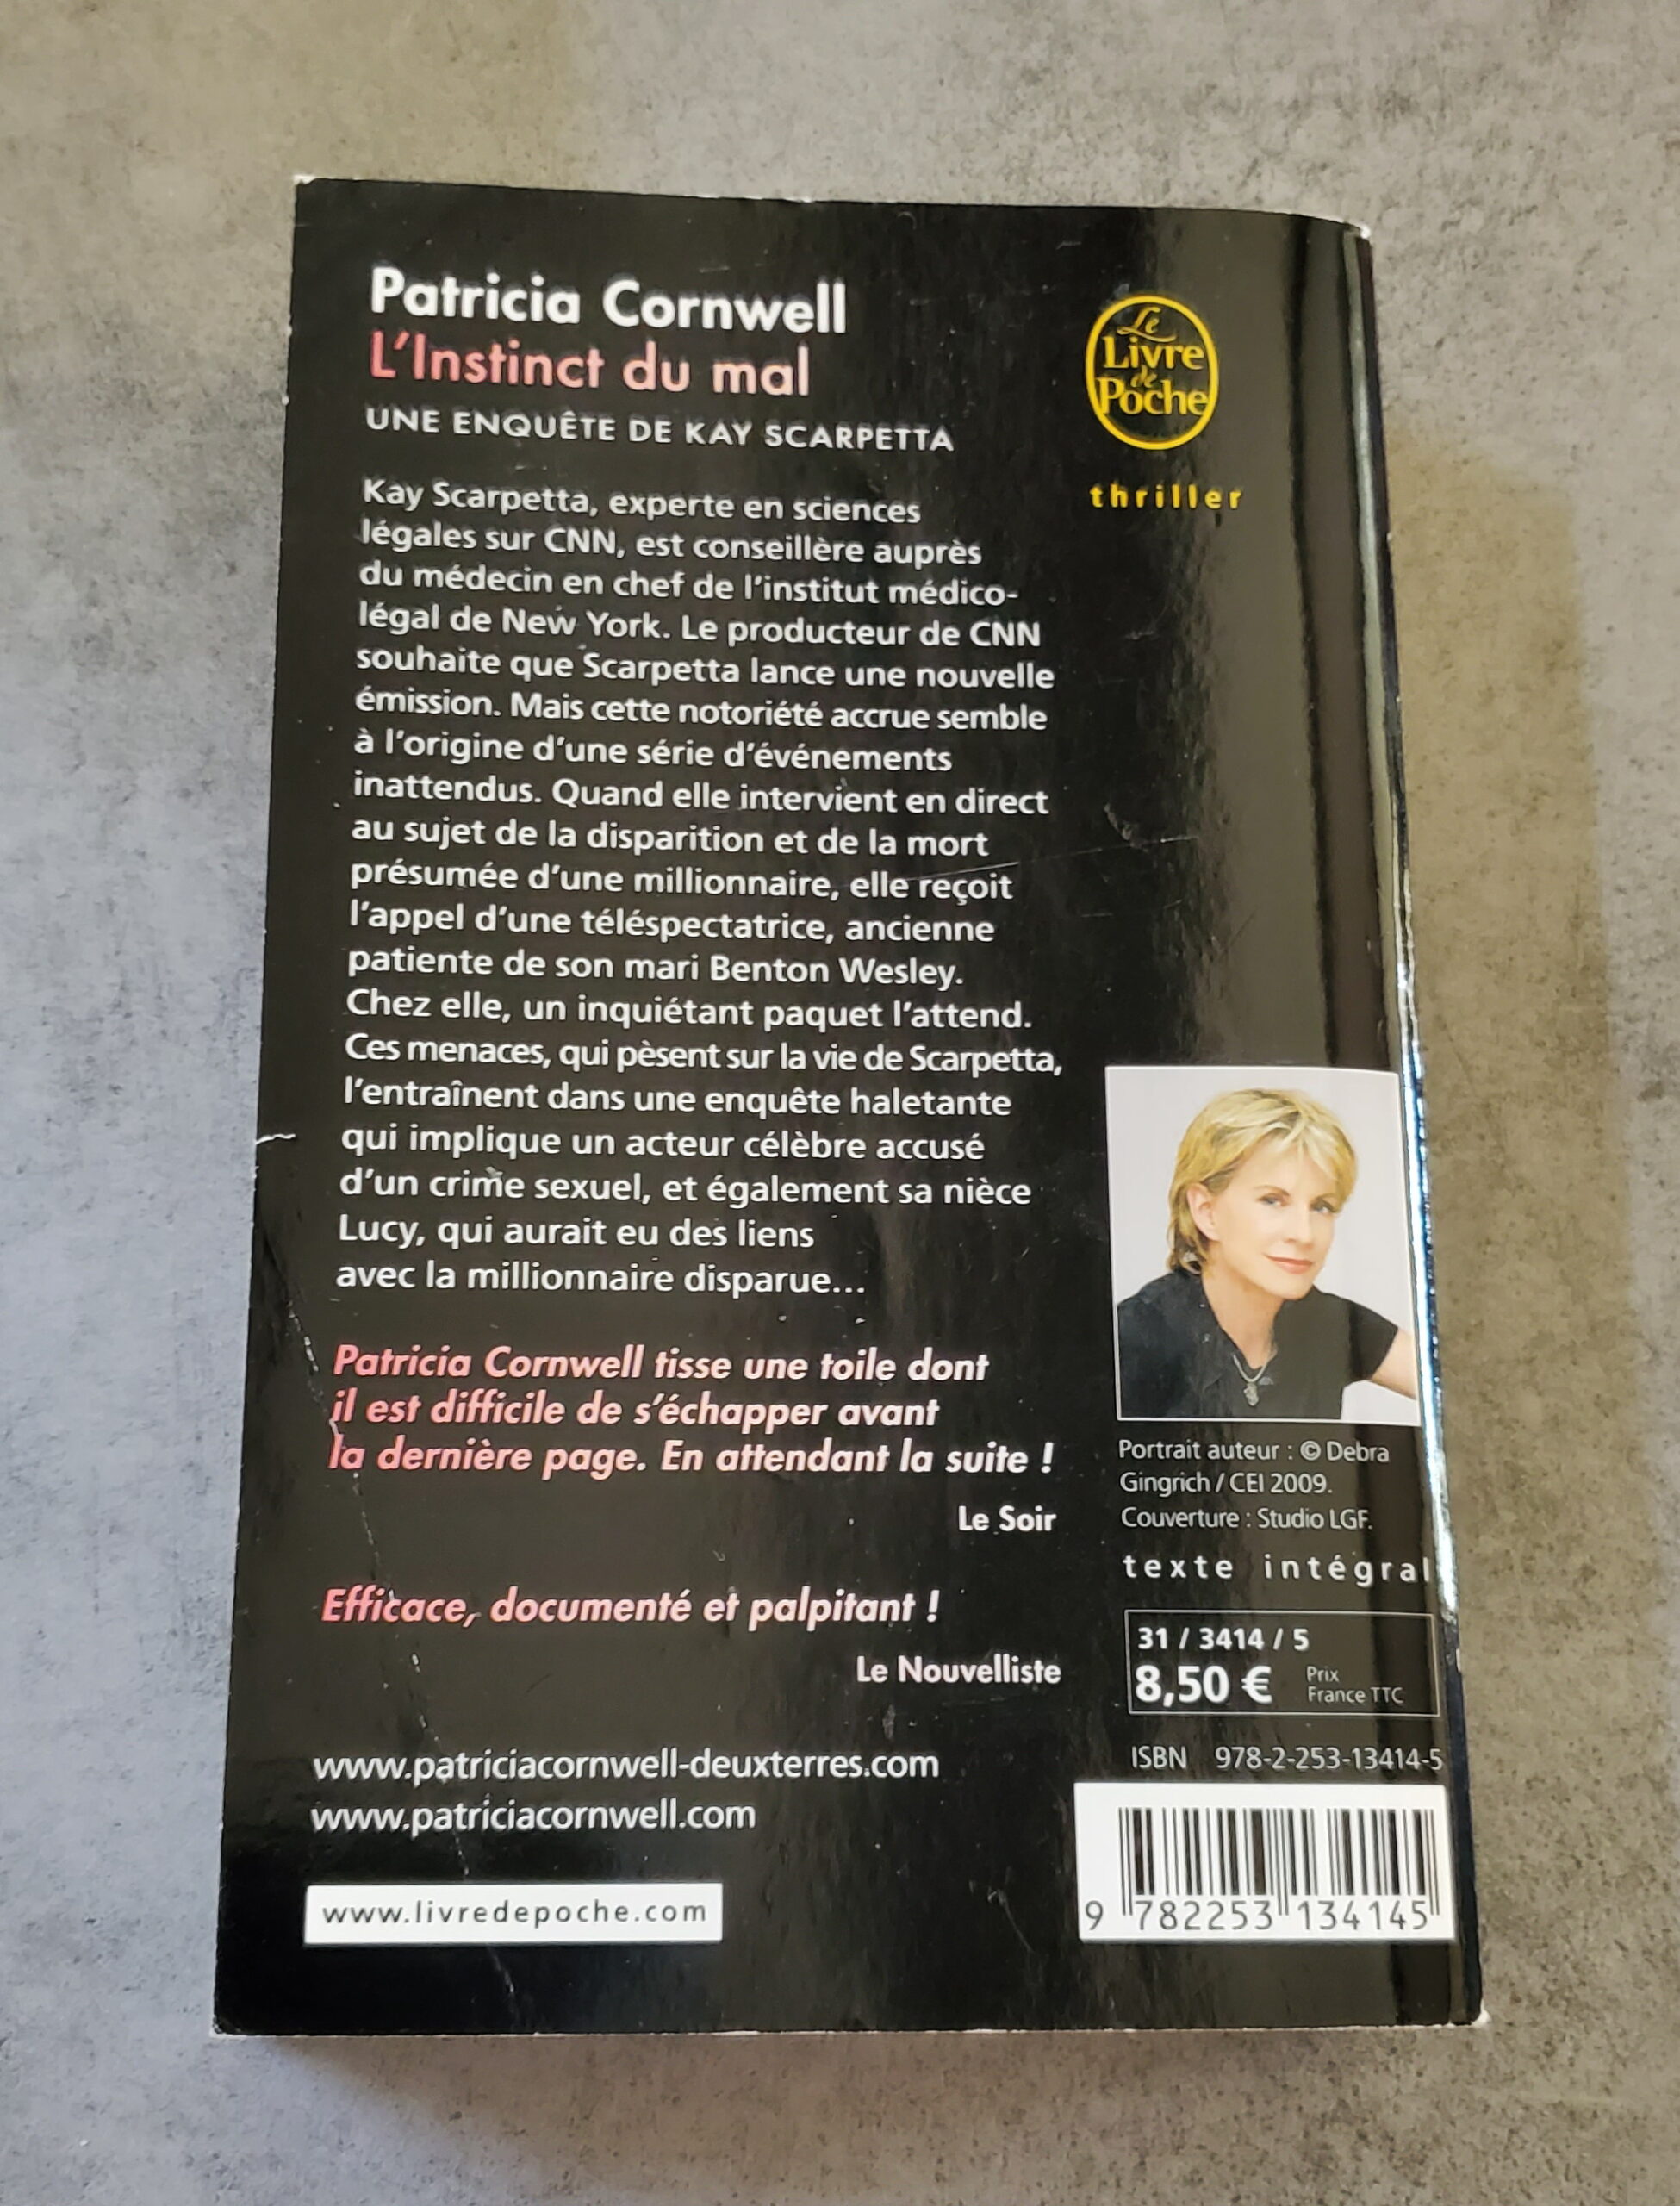 Patricia Cornwell
L'Instinct du mal
UNE ENQUÊTE DE KAY SCARPETTA
Le
Livre
de
Poche
thriller
Kay Scarpetta, experte en sciences
légales sur CNN, est conseillère auprès
du médecin en chef de l'institut médico-
légal de New York. Le producteur de CNN
souhaite que Scarpetta lance une nouvelle
émission. Mais cette notoriété accrue semble
à l'origine d'une série d'événements
inattendus. Quand elle intervient en direct
au sujet de la disparition et de la mort
présumée d'une millionnaire, elle reçoit
l'appel d'une téléspectatrice, ancienne
patiente de son mari Benton Wesley.
Chez elle, un inquiétant paquet l'attend.
Ces menaces, qui pèsent sur la vie de Scarpetta,
l'entraînent dans une enquête haletante
qui implique un acteur célèbre accusé
d'un crime sexuel, et également sa nièce
Lucy, qui aurait eu des liens
avec la millionnaire disparue...
Patricia Cornwell tisse une toile dont
il est difficile de s'échapper avant
la dernière page. En attendant la suite !
Le Soir
Efficace, documenté et palpitant !
Le Nouvelliste
www.patriciacornwell-deuxterres.com
www.patriciacornwell.com
www.livredepoche.com
Portrait auteur : © Debra
Gingrich / CEI 2009.
Couverture : Studio LGF.
texte intégral
31 / 3414 / 5
8,50 € Prix
France TTC
ISBN 978-2-253-13414-5
9 782253 134145